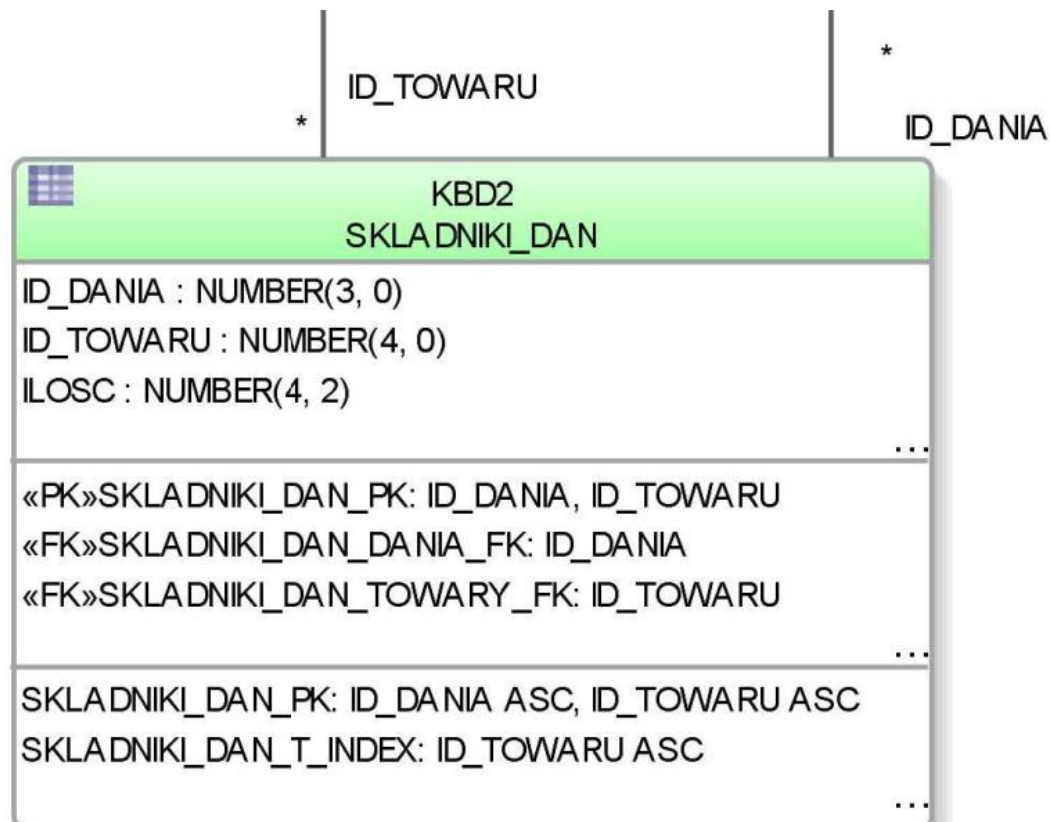 *
ID_TOWARU
*
ID_DANIA
KBD2
SKLADNIKI_DAN
ID_DANIA : NUMBER(3, 0)
ID_TOWARU : NUMBER(4, 0)
ILOSC : NUMBER(4, 2)
...
«PK»SKLADNIKI_DAN_PK: ID_DANIA, ID_TOWARU
«FK»SKLADNIKI_DAN_DANIA_FK: ID_DANIA
«FK»SKLADNIKI_DAN_TOWARY_FK: ID_TOWARU
...
SKLADNIKI_DAN_PK: ID_DANIA ASC, ID_TOWARU ASC
SKLADNIKI_DAN_T_INDEX: ID_TOWARU ASC
...